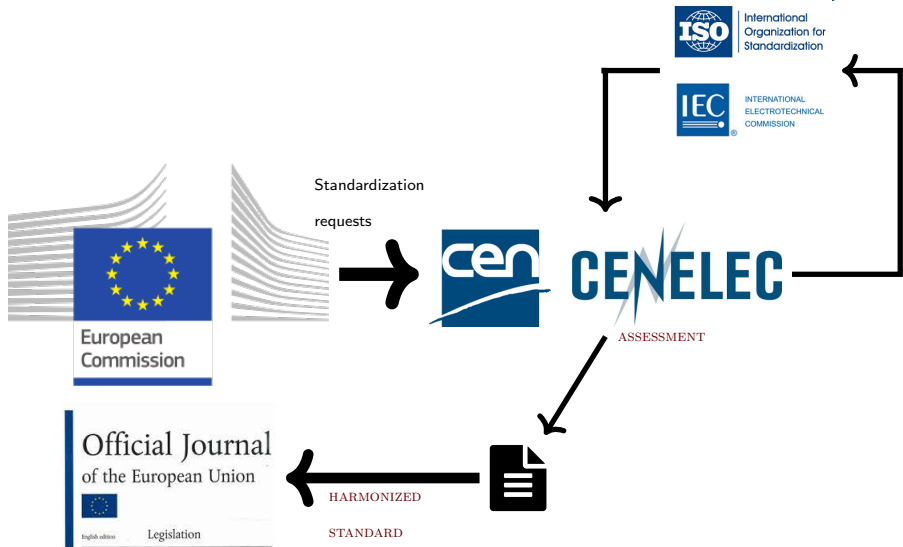 ISO
International
Organization for
Standardization
IEC
INTERNATIONAL
ELECTROTECHNICAL
COMMISSION
®
Standardization
requests
cen
CENELEC
European
Commission
ASSESSMENT
Official Journal
of the European Union
English edition
Legislation
HARMONIZED
STANDARD